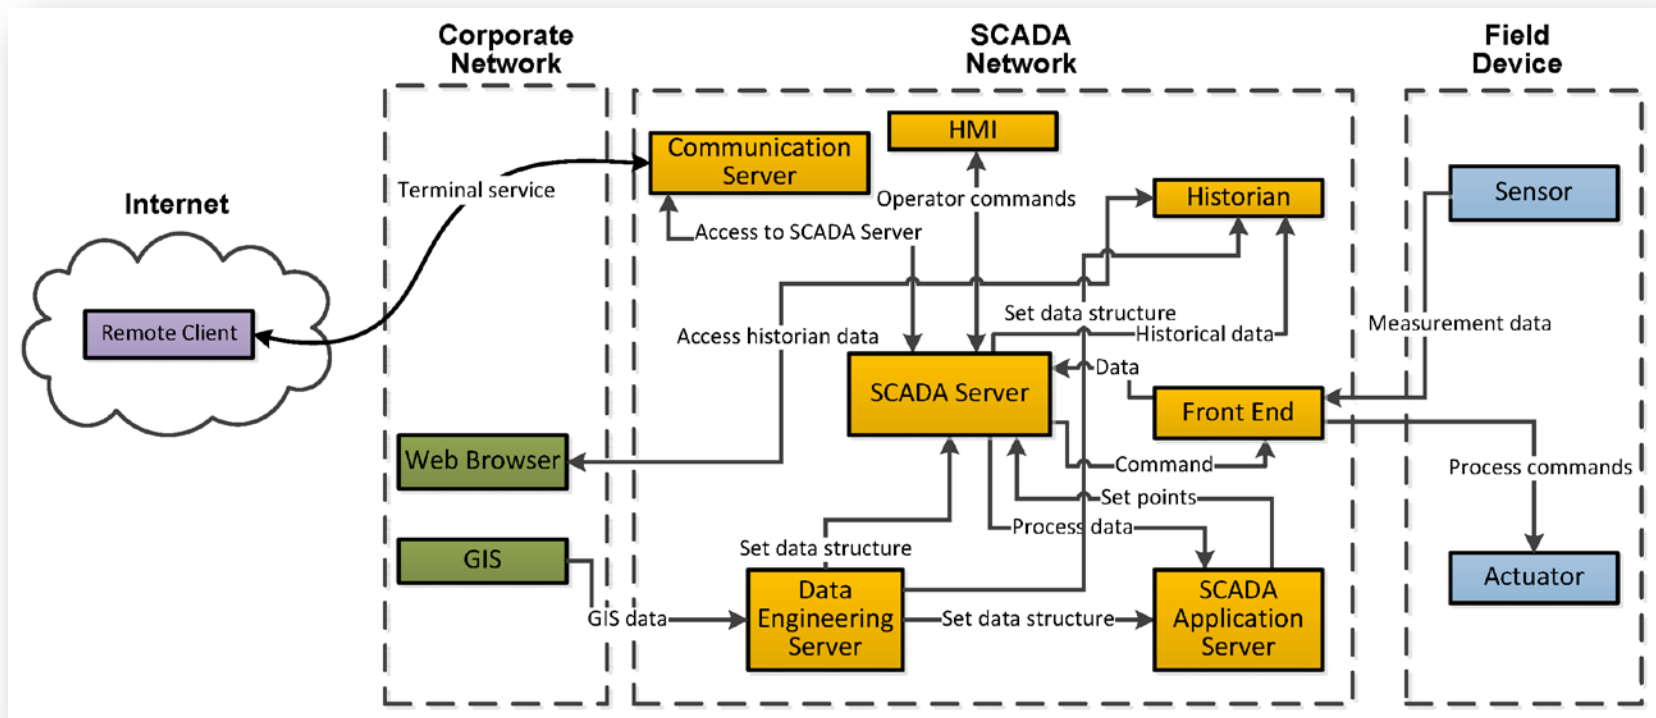 Corporate
Network
SCADA
Network
Field
Device
Internet
Remote Client
Terminal service
Communication
Server
HMI
Operator commands
Historian
Sensor
Access to SCADA Server
Set data structure
Historical data
Measurement data
Access historian data
SCADA Server
Data
Front End
Web Browser
Command
Process commands
Set points
Process data
Set data structure
GIS
GIS data
Data
Engineering
Server
Set data structure
SCADA
Application
Server
Actuator